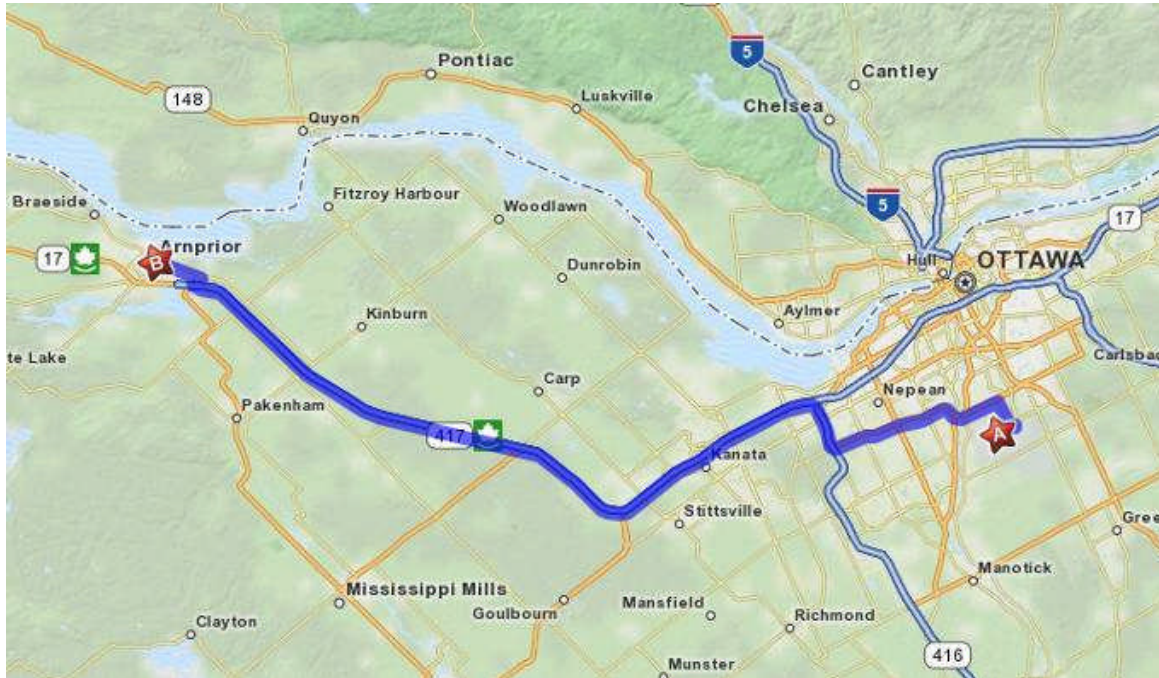 5
Pontiac
Cantley
148
Luskville
Chelsea
Quyon
Fitzroy Harbour
Braeside
Woodlawn
5
17
Arnprior
17
B
Hull
OTTAWA
Dunrobin
Aylmer
Kinburn
te Lake
Carlsbad
Carp
Nepean
Pakenham
417
A
Kanata
Stittsville
Gree
Manotick
Mississippi Mills
Goulbourn
Mansfield
Clayton
Richmond
416
Munster